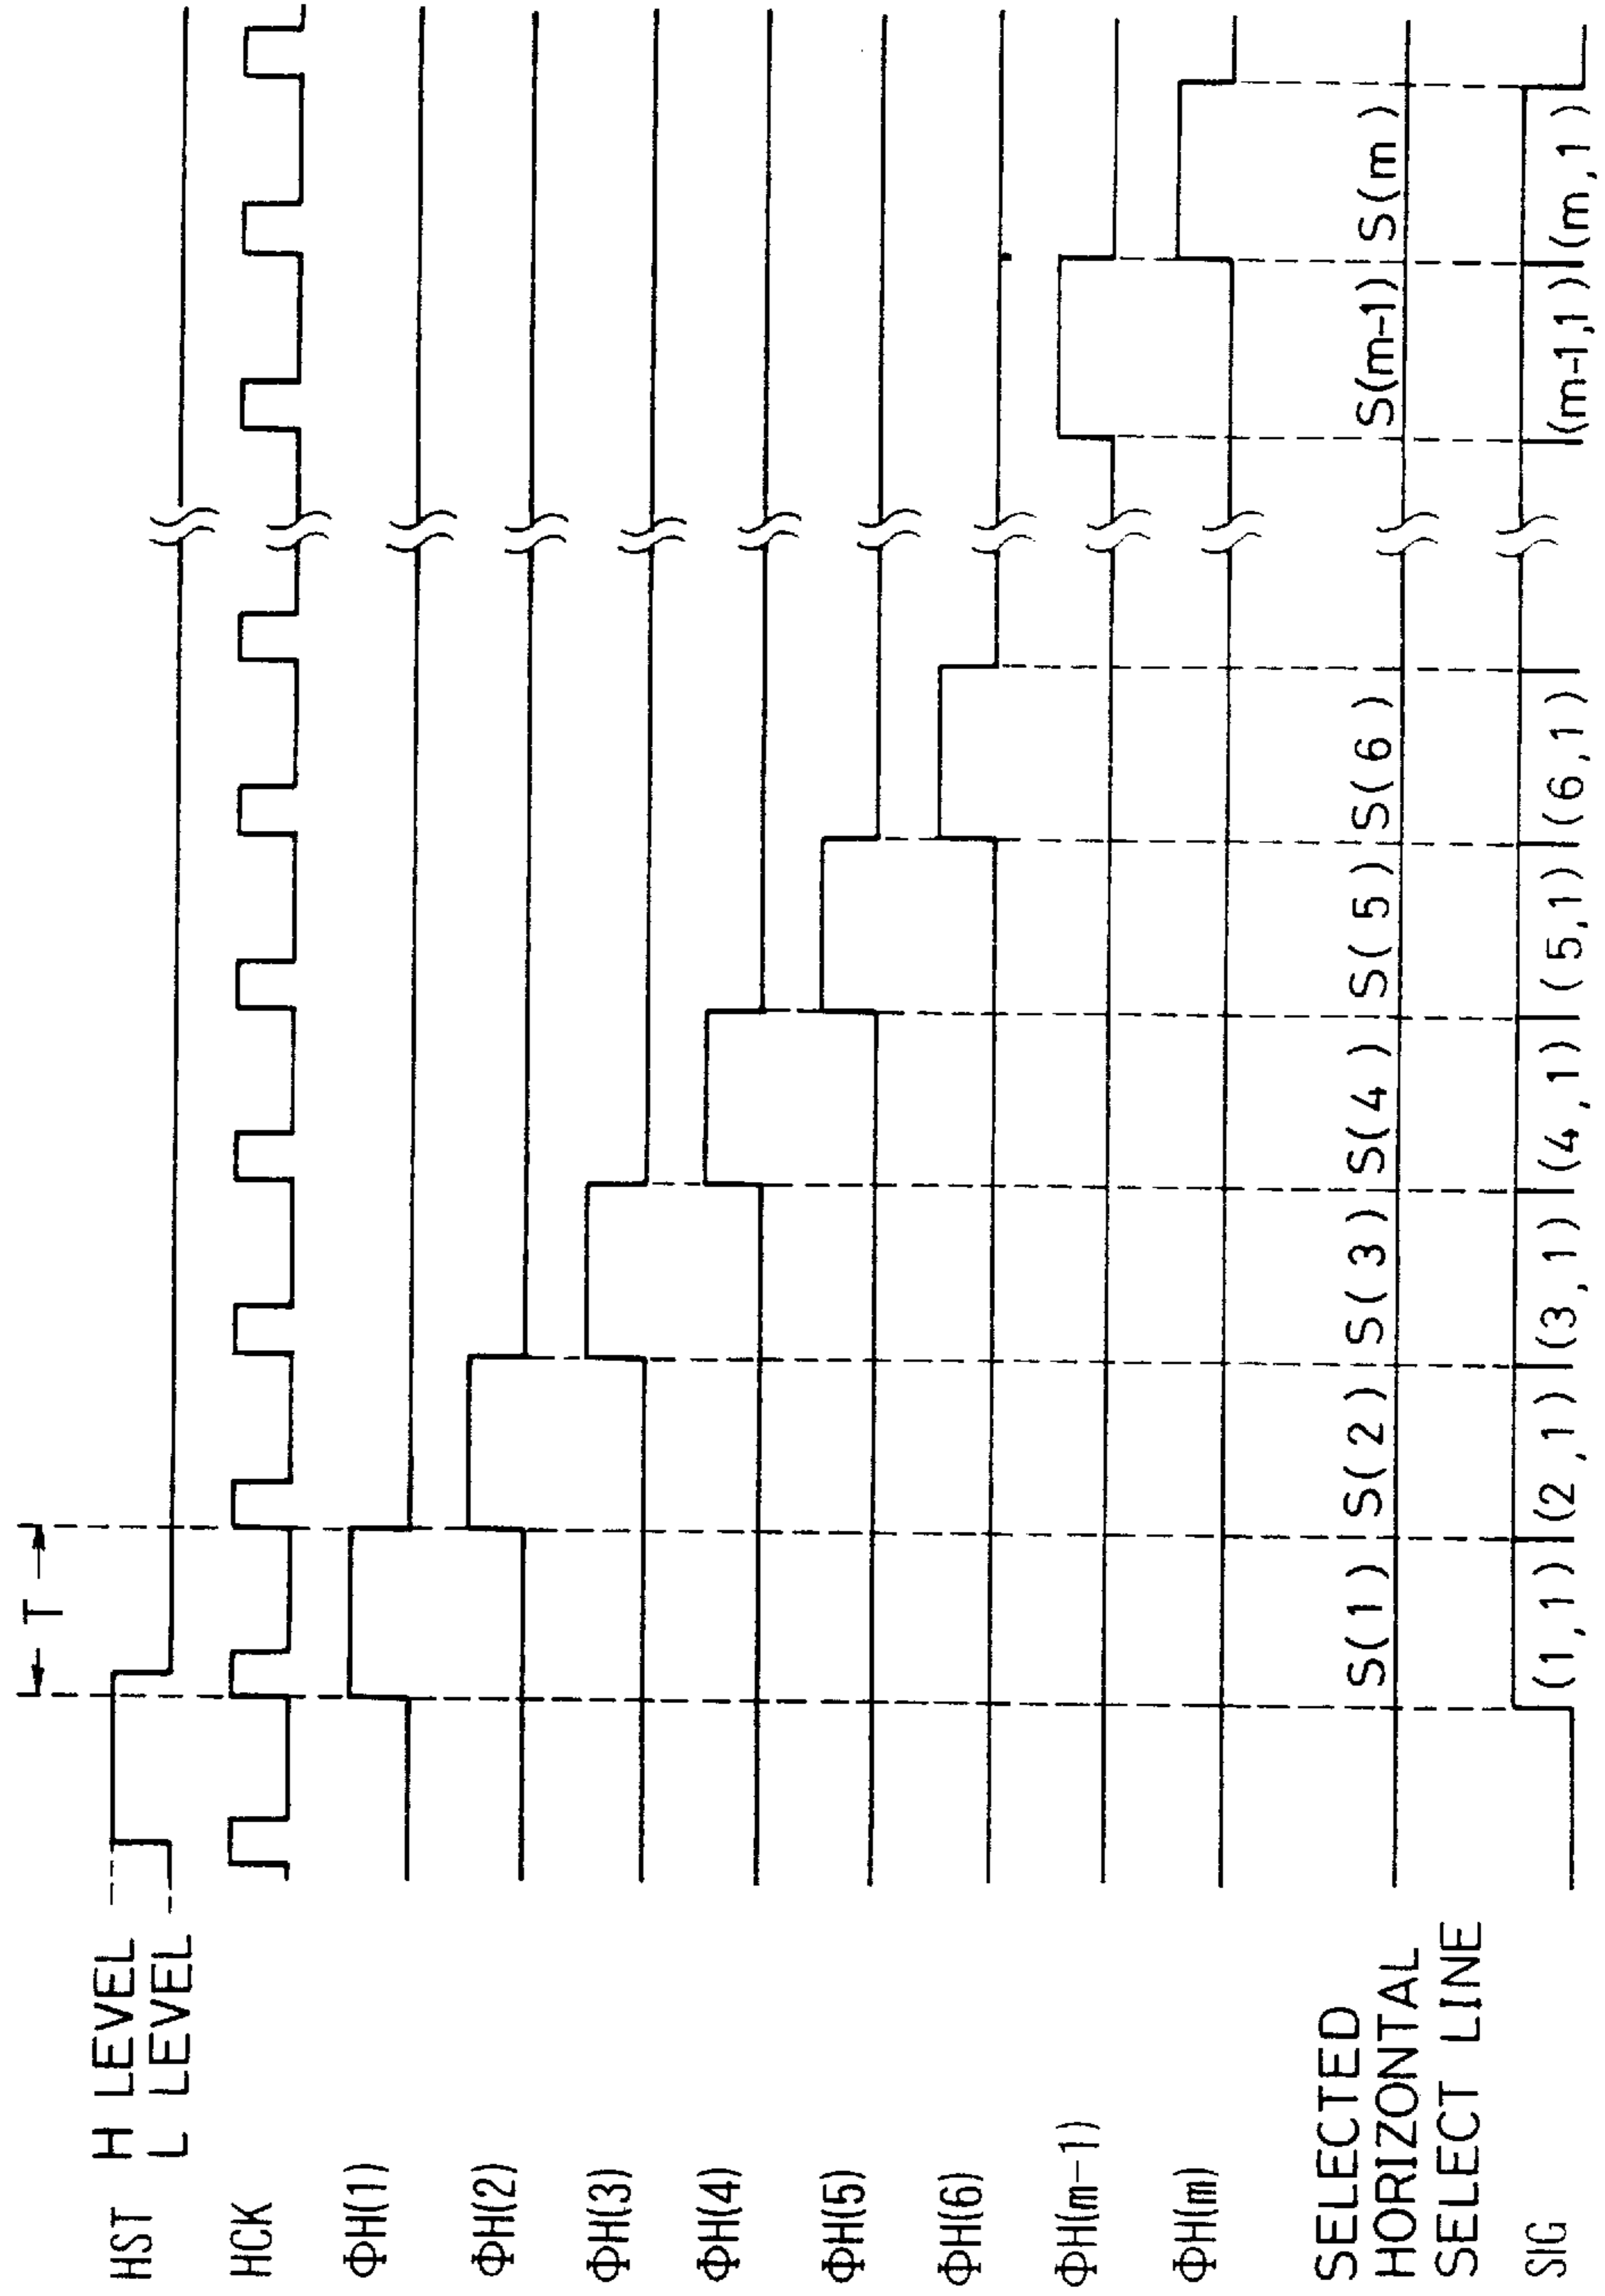 T
HST H LEVEL
L LEVEL
HCK
ΦH(1)
ΦH(2)
ΦH(3)
ΦH(4)
ΦH(5)
ΦH(6)
ΦH(m-1)
ΦH(m)
SELECTED
HORIZONTAL
SELECT LINE
S(1) S(2) S(3) S(4) S(5) S(6) S(m-1) S(m)
SIG (1,1) (2,1) (3,1) (4,1) (5,1) (6,1) (m-1,1) (m,1)